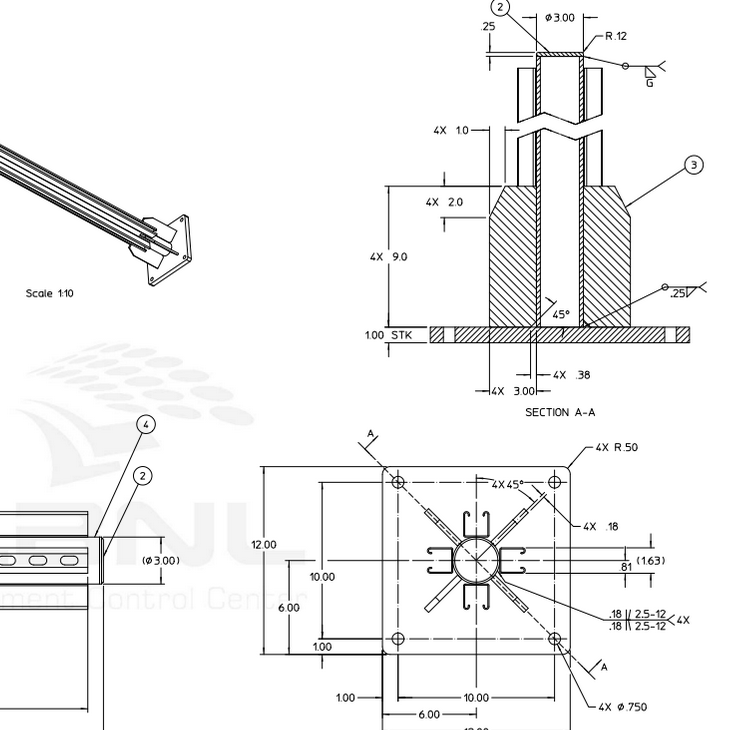 2
Ø3.00
.25
R.12
G
4X 1.0
3
4X 2.0
4X 9.0
.25
45°
1.00 STK
4X .38
4X 3.00
SECTION A-A
Scale 1:10
4
2
(Ø3.00)
PNL
ment Control Center
A
4X R.50
4X 45°
4X .18
12.00
10.00
6.00
1.00
.81
(1.63)
.18 2.5-12
.18 2.5-12
4X
A
1.00
10.00
6.00
4X Ø.750